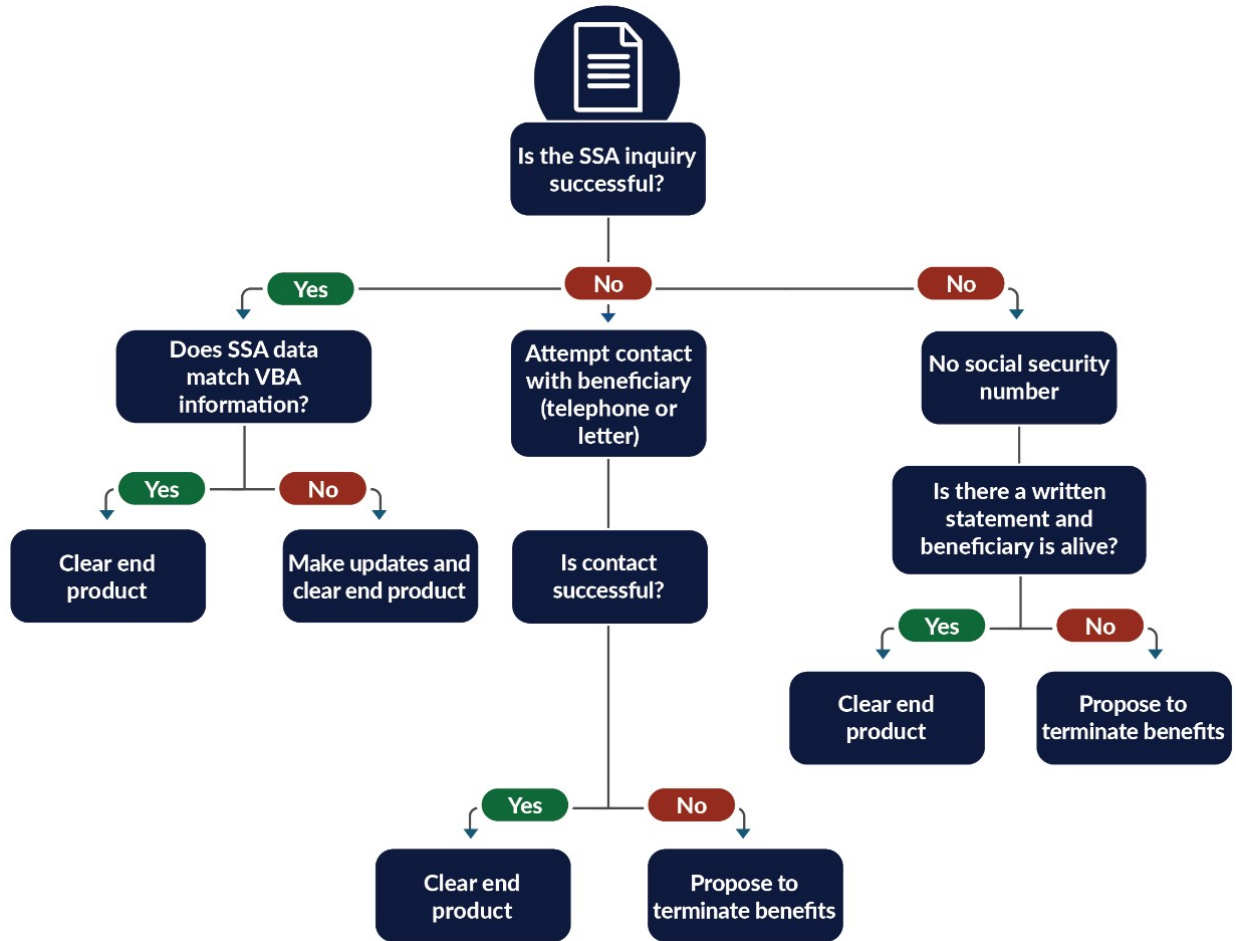 Is the SSA inquiry
successful?
Yes
No
No
Does SSA data
match VBA
information?
Attempt contact
with beneficiary
(telephone or
letter)
No social security
number
Yes
No
Is there a written
statement and
beneficiary is alive?
Clear end
product
Make updates and
clear end product
Is contact
successful?
Yes
No
Clear end
product
Propose to
terminate benefits
Yes
No
Clear end
product
Propose to
terminate benefits